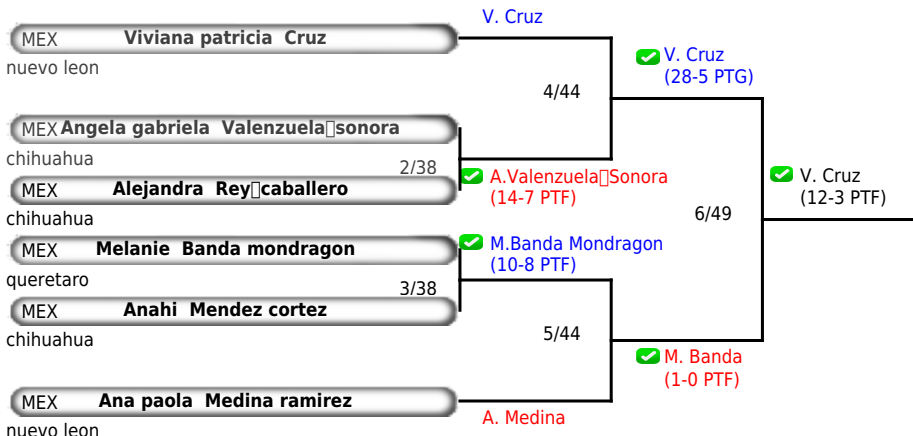 V. Cruz
MEX Viviana patricia Cruz
nuevo leon
V. Cruz
(28-5 PTG)
4/44
MEX Angela gabriela Valenzuela▯sonora
chihuahua
2/38
A.Valenzuela▯Sonora
(14-7 PTF)
MEX Alejandra Rey▯caballero
chihuahua
V. Cruz
(12-3 PTF)
6/49
MEX Melanie Banda mondragon
queretaro
M.Banda Mondragon
(10-8 PTF)
3/38
MEX Anahi Mendez cortez
chihuahua
5/44
M. Banda
(1-0 PTF)
MEX Ana paola Medina ramirez
nuevo leon
A. Medina